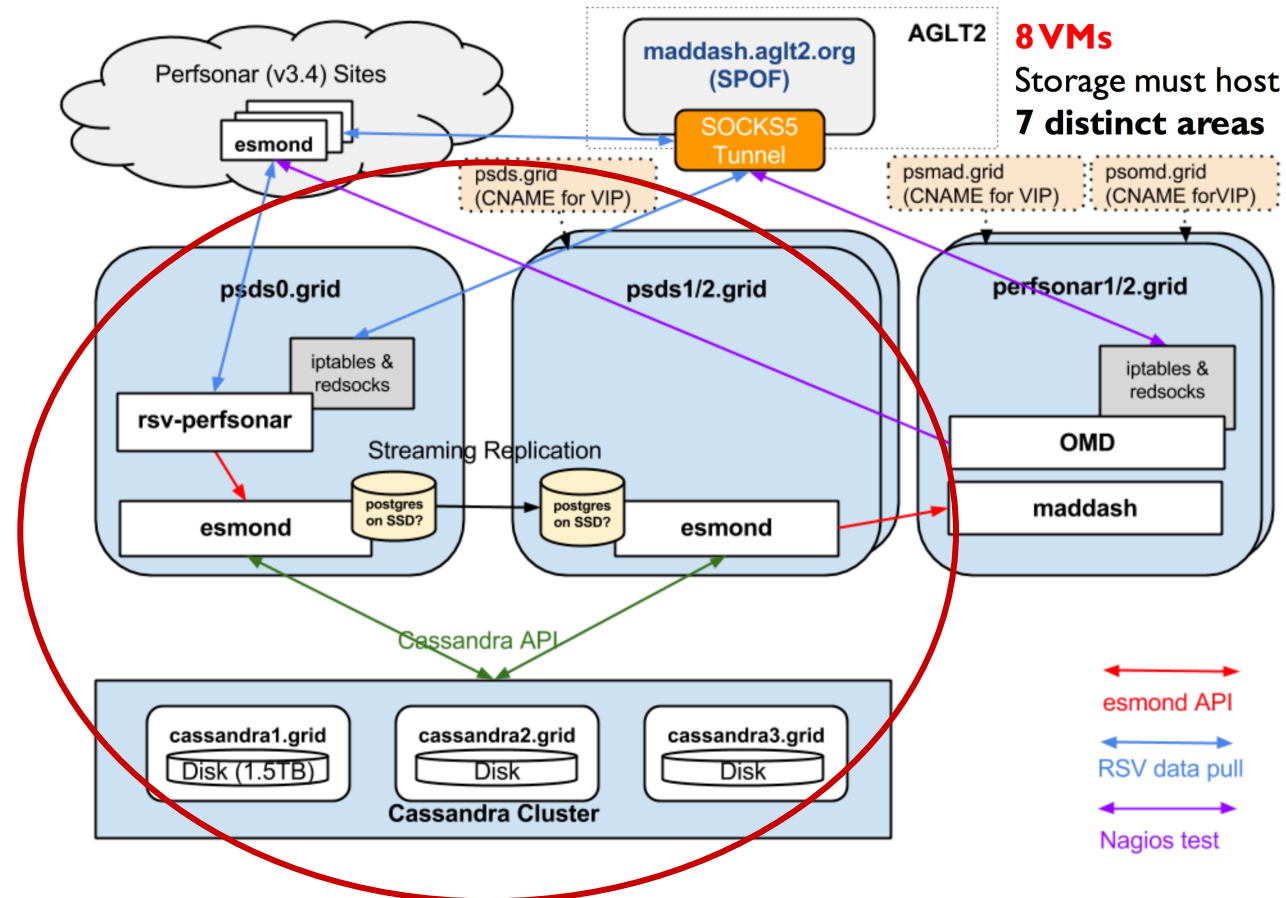 Perfsonar (v3.4) Sites
esmond
maddash.aglt2.org
(SPOF)
SOCKS5
Tunnel
AGLT2
8 VMs
Storage must host
7 distinct areas
psds.grid
(CNAME for VIP)
psmad.grid
(CNAME for VIP)
psomd.grid
(CNAME forVIP)
psds0.grid
iptables &
redsocks
rsv-perfsonar
esmond
postgres
on SSD?
Streaming Replication
psds1/2.grid
postgres
on SSD?
esmond
perfsonar1/2.grid
iptables &
redsocks
OMD
maddash
Cassandra API
cassandra1.grid
Disk (1.5TB)
cassandra2.grid
Disk
cassandra3.grid
Disk
Cassandra Cluster
esmond API
RSV data pull
Nagios test